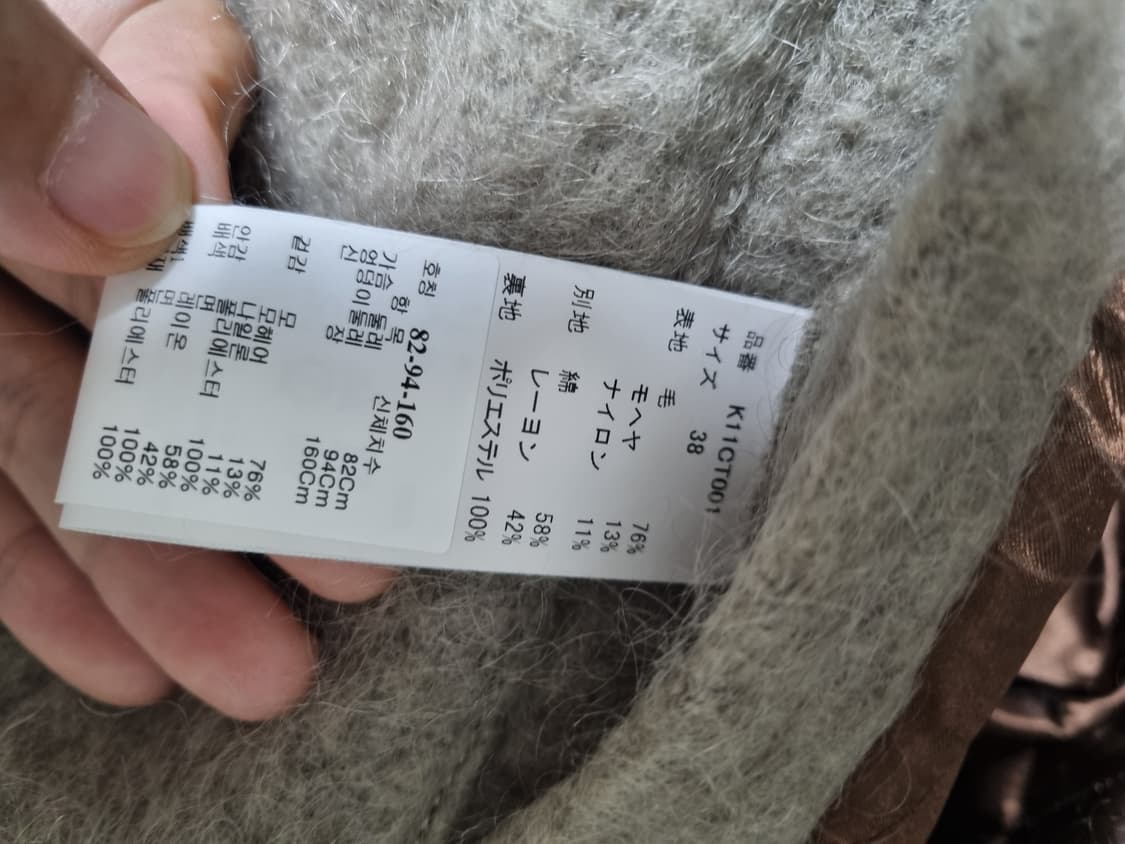 品番 K11CT001
サイズ 38
表地 毛 76%
モヘヤ 13%
ナイロン 11%
別地 綿 58%
レーヨン 42%
裏地 ポリエステル 100%
호칭 82-94-160
항목 신체치수
가슴둘레 82Cm
엉덩이둘레 94Cm
신장 160Cm
겉감 모 76%
모헤어 13%
나일론 11%
안감 폴리에스터 100%
배색 면 58%
레이온 42%
면 100%
폴리에스터 100%